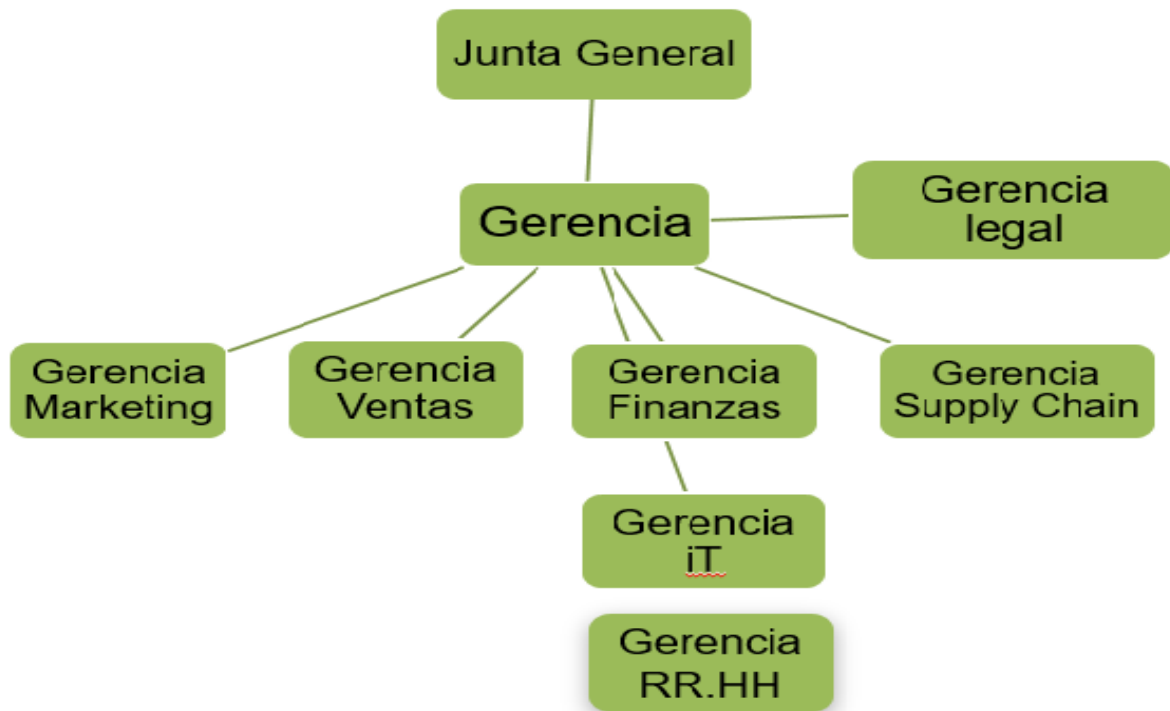 Junta General
Gerencia
Gerencia
legal
Gerencia
Marketing
Gerencia
Ventas
Gerencia
Finanzas
Gerencia
Supply Chain
Gerencia
iT
Gerencia
RR.HH